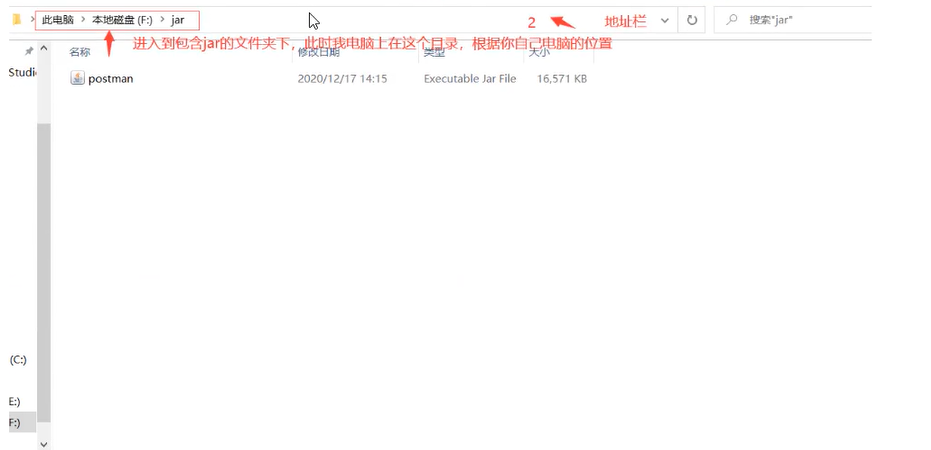 此电脑 > 本地磁盘 (F:) > jar
2
地址栏
搜索"jar"
进入到包含jar的文件夹下，此时我电脑上在这个目录，根据你自己电脑的位置
名称 修改日期 类型 大小
Studi
postman 2020/12/17 14:15 Executable Jar File 16,571 KB
(C:)
E:)
F:)